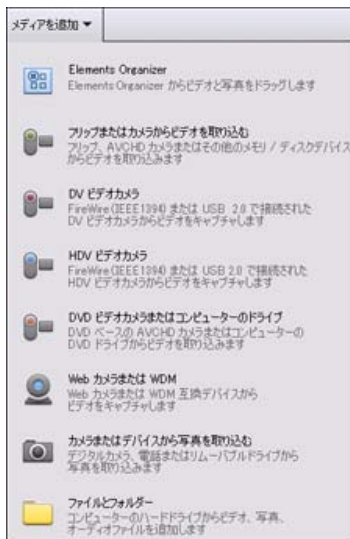 メディアを追加 ▼
Elements Organizer
Elements Organizer からビデオと写真をドラッグします
フリップまたはカメラからビデオを取り込む
フリップ、AVCHD カメラまたはその他のメモリ / ディスクデバイス
からビデオを取り込みます
DV ビデオカメラ
FireWire (IEEE1394) または USB 2.0 で接続された
DV ビデオカメラからビデオをキャプチャします
HDV ビデオカメラ
FireWire (IEEE1394) または USB 2.0 で接続された
HDV ビデオカメラからビデオをキャプチャします
DVD ビデオカメラまたはコンピューターのドライブ
DVD ベースの AVCHD カメラまたはコンピューターの
DVD ドライブからビデオを取り込みます
Web カメラまたは WDM
Web カメラまたは WDM 互換デバイスから
ビデオをキャプチャします
カメラまたはデバイスから写真を取り込む
デジタルカメラ、電話またはリムーバブルドライブから
写真を取り込みます
ファイルとフォルダー
コンピューターのハードドライブからビデオ、写真、
オーディオファイルを追加します